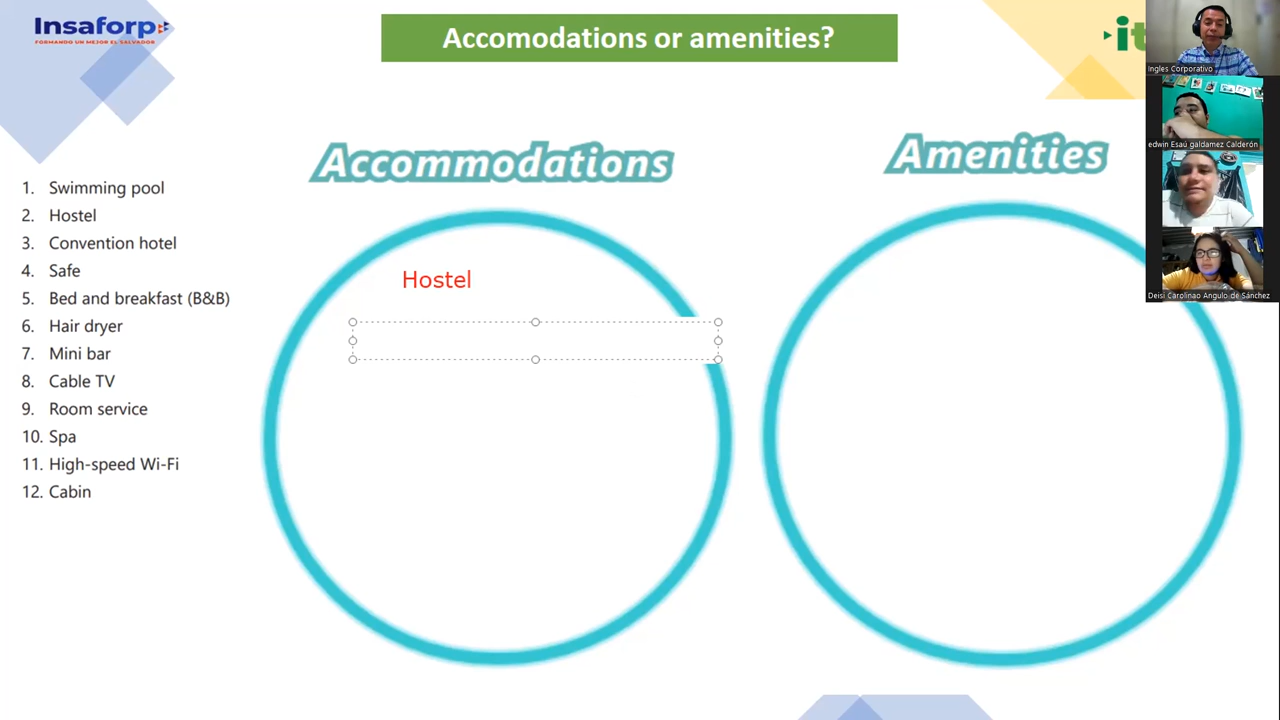 Insaforp
FORMANDO UN MEJOR EL SALVADOR
Accomodations or amenities?
it
Ingles Corporativo
edwin Esaú galdamez Calderón
Deisi Carolinao Angulo de Sánchez
Accommodations
Amenities
1. Swimming pool
2. Hostel
3. Convention hotel
4. Safe
5. Bed and breakfast (B&B)
6. Hair dryer
7. Mini bar
8. Cable TV
9. Room service
10. Spa
11. High-speed Wi-Fi
12. Cabin
Hostel